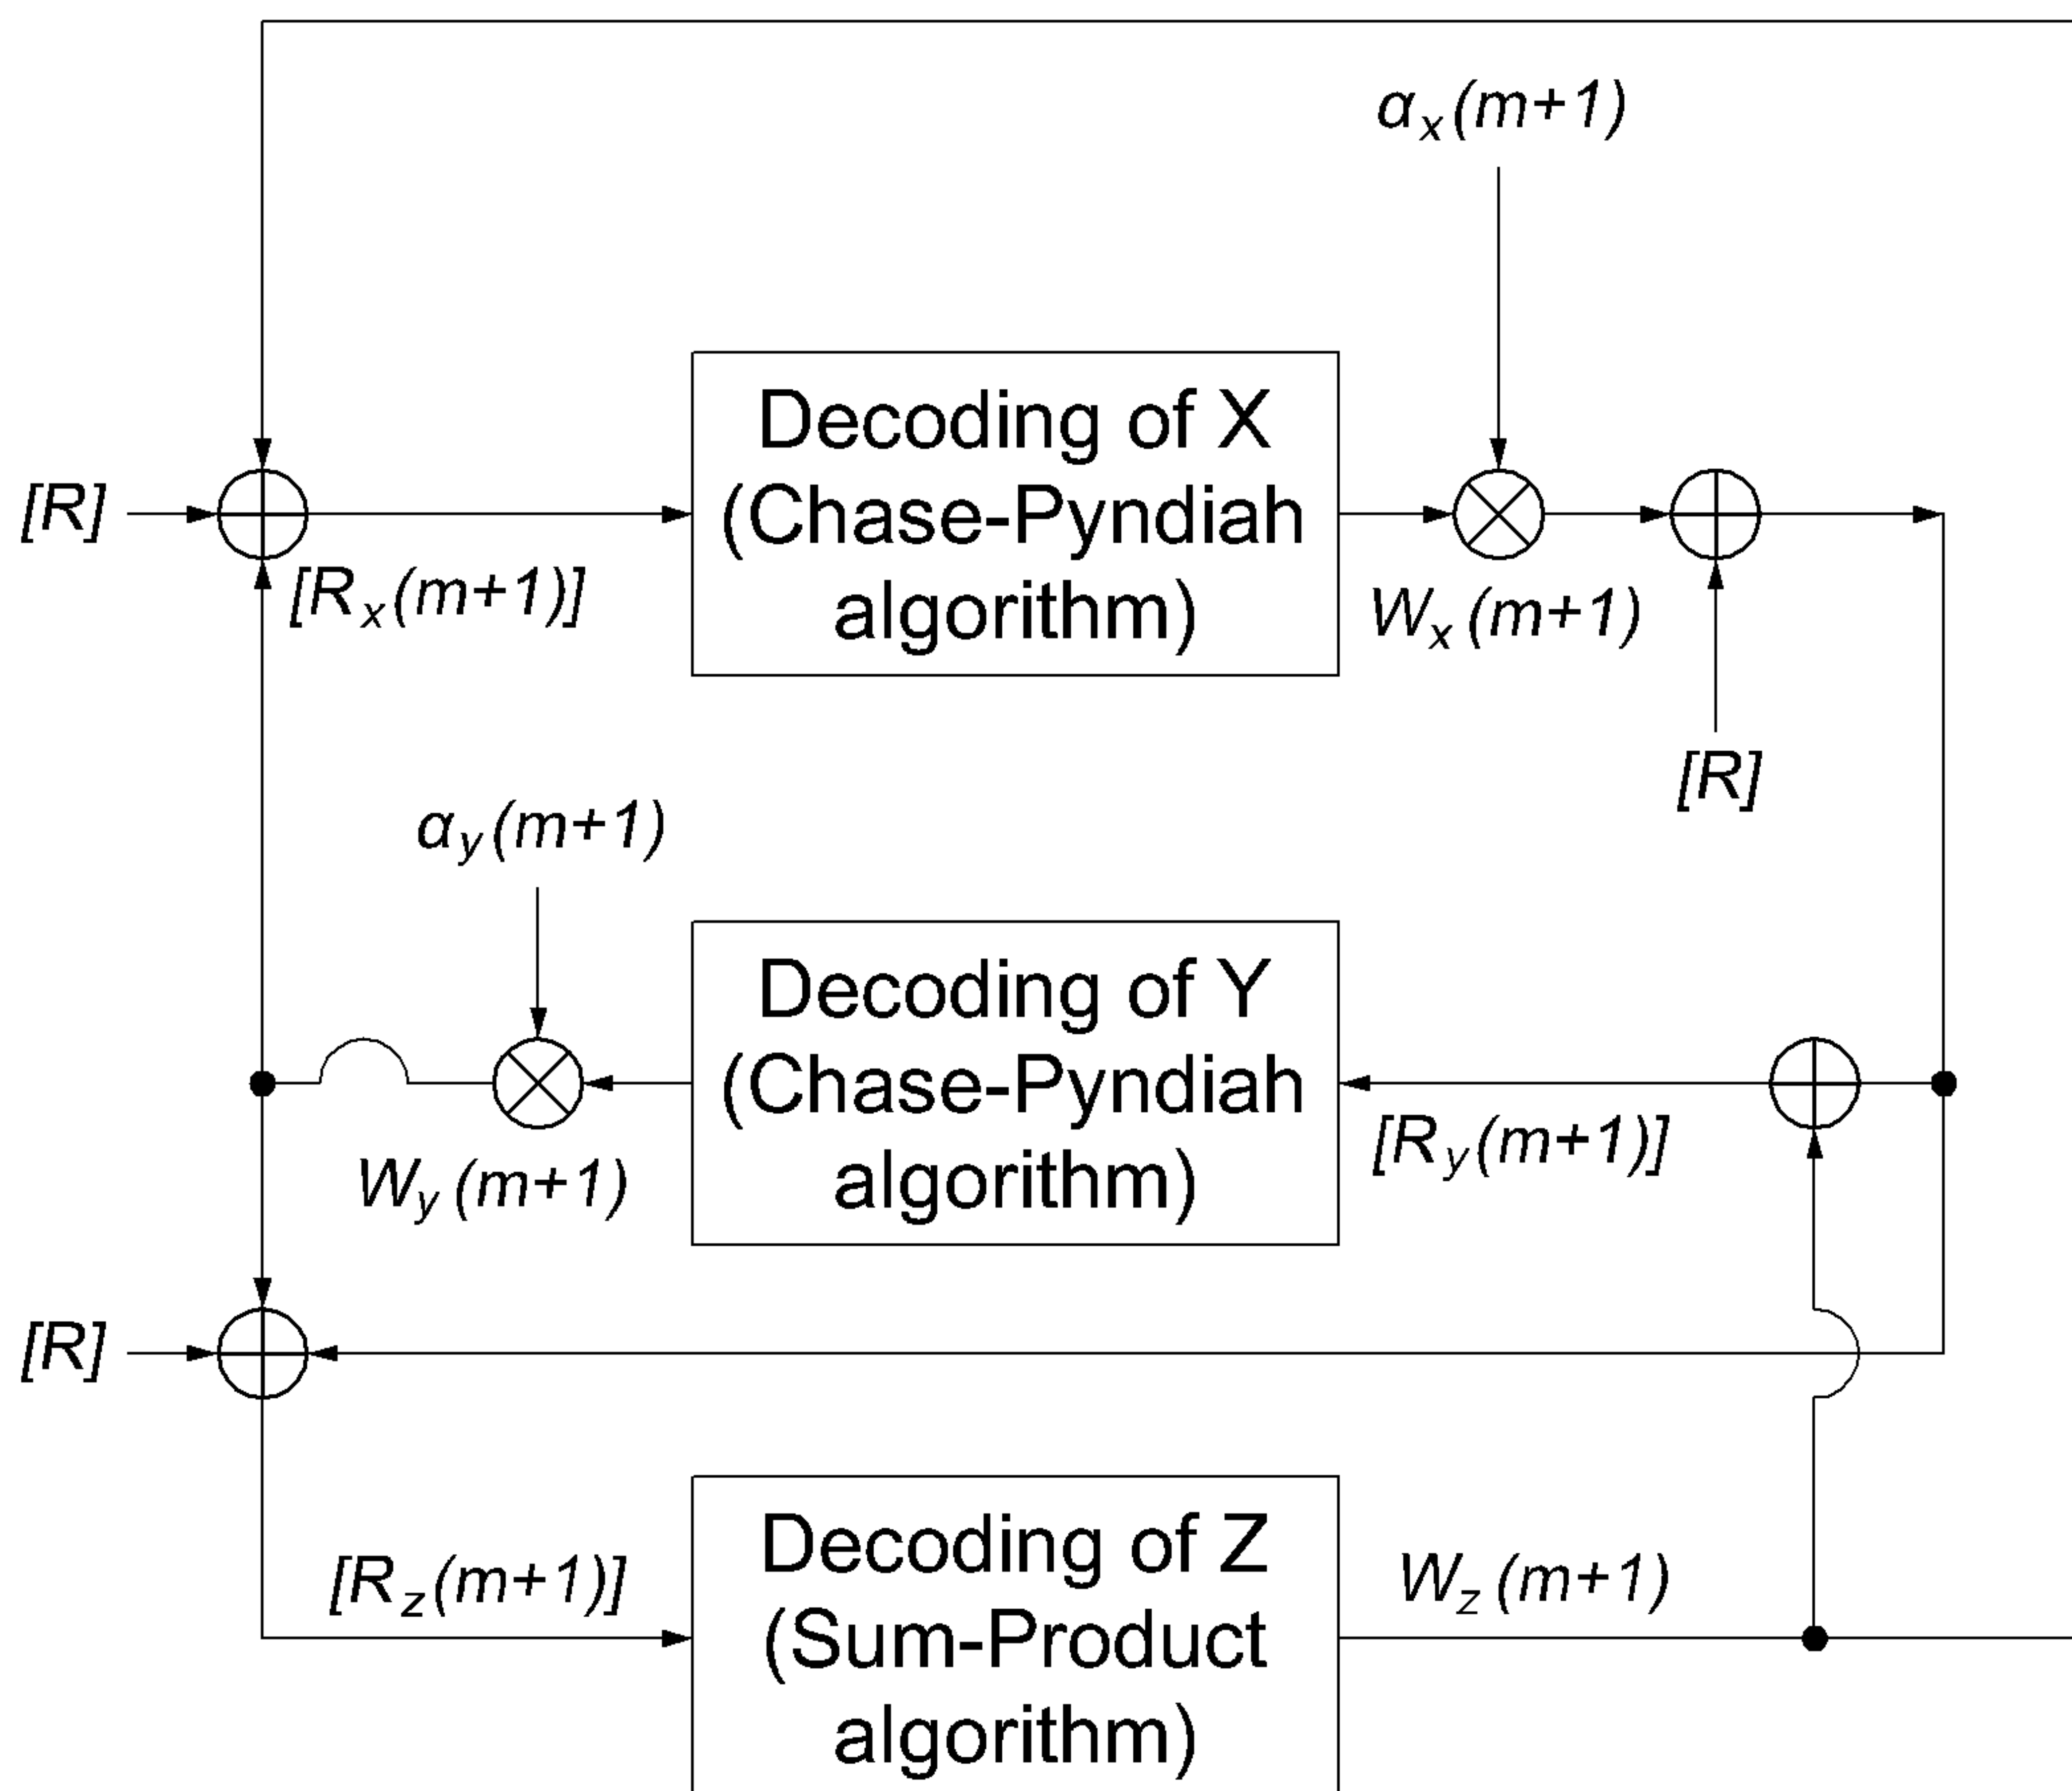 αx(m+1)
Decoding of X
(Chase-Pyndiah
algorithm)
[R]
[Rx(m+1)]
Wx(m+1)
[R]
αy(m+1)
Decoding of Y
(Chase-Pyndiah
algorithm)
[Ry(m+1)]
Wy(m+1)
[R]
Decoding of Z
(Sum-Product
algorithm)
[Rz(m+1)]
Wz(m+1)